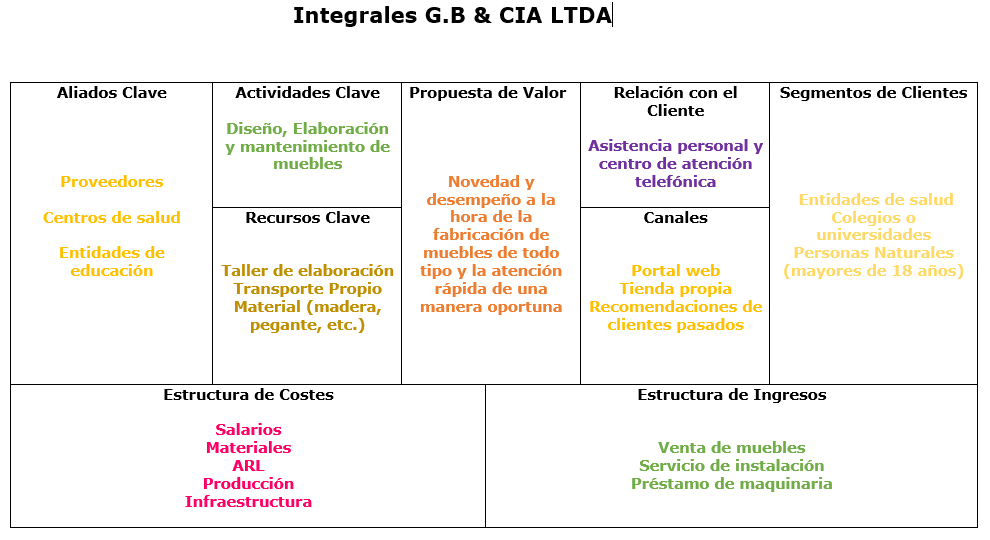 Integrales G.B & CIA LTDA
Aliados Clave
Proveedores
Centros de salud
Entidades de
educación
Actividades Clave
Diseño, Elaboración
y mantenimiento de
muebles
Recursos Clave
Taller de elaboración
Transporte Propio
Material (madera,
pegante, etc.)
Propuesta de Valor
Novedad y
desempeño a la
hora de la
fabricación de
muebles de todo
tipo y la atención
rápida de una
manera oportuna
Relación con el
Cliente
Asistencia personal y
centro de atención
telefónica
Canales
Portal web
Tienda propia
Recomendaciones de
clientes pasados
Segmentos de Clientes
Entidades de salud
Colegios o
universidades
Personas Naturales
(mayores de 18 años)
Estructura de Costes
Salarios
Materiales
ARL
Producción
Infraestructura
Estructura de Ingresos
Venta de muebles
Servicio de instalación
Préstamo de maquinaria